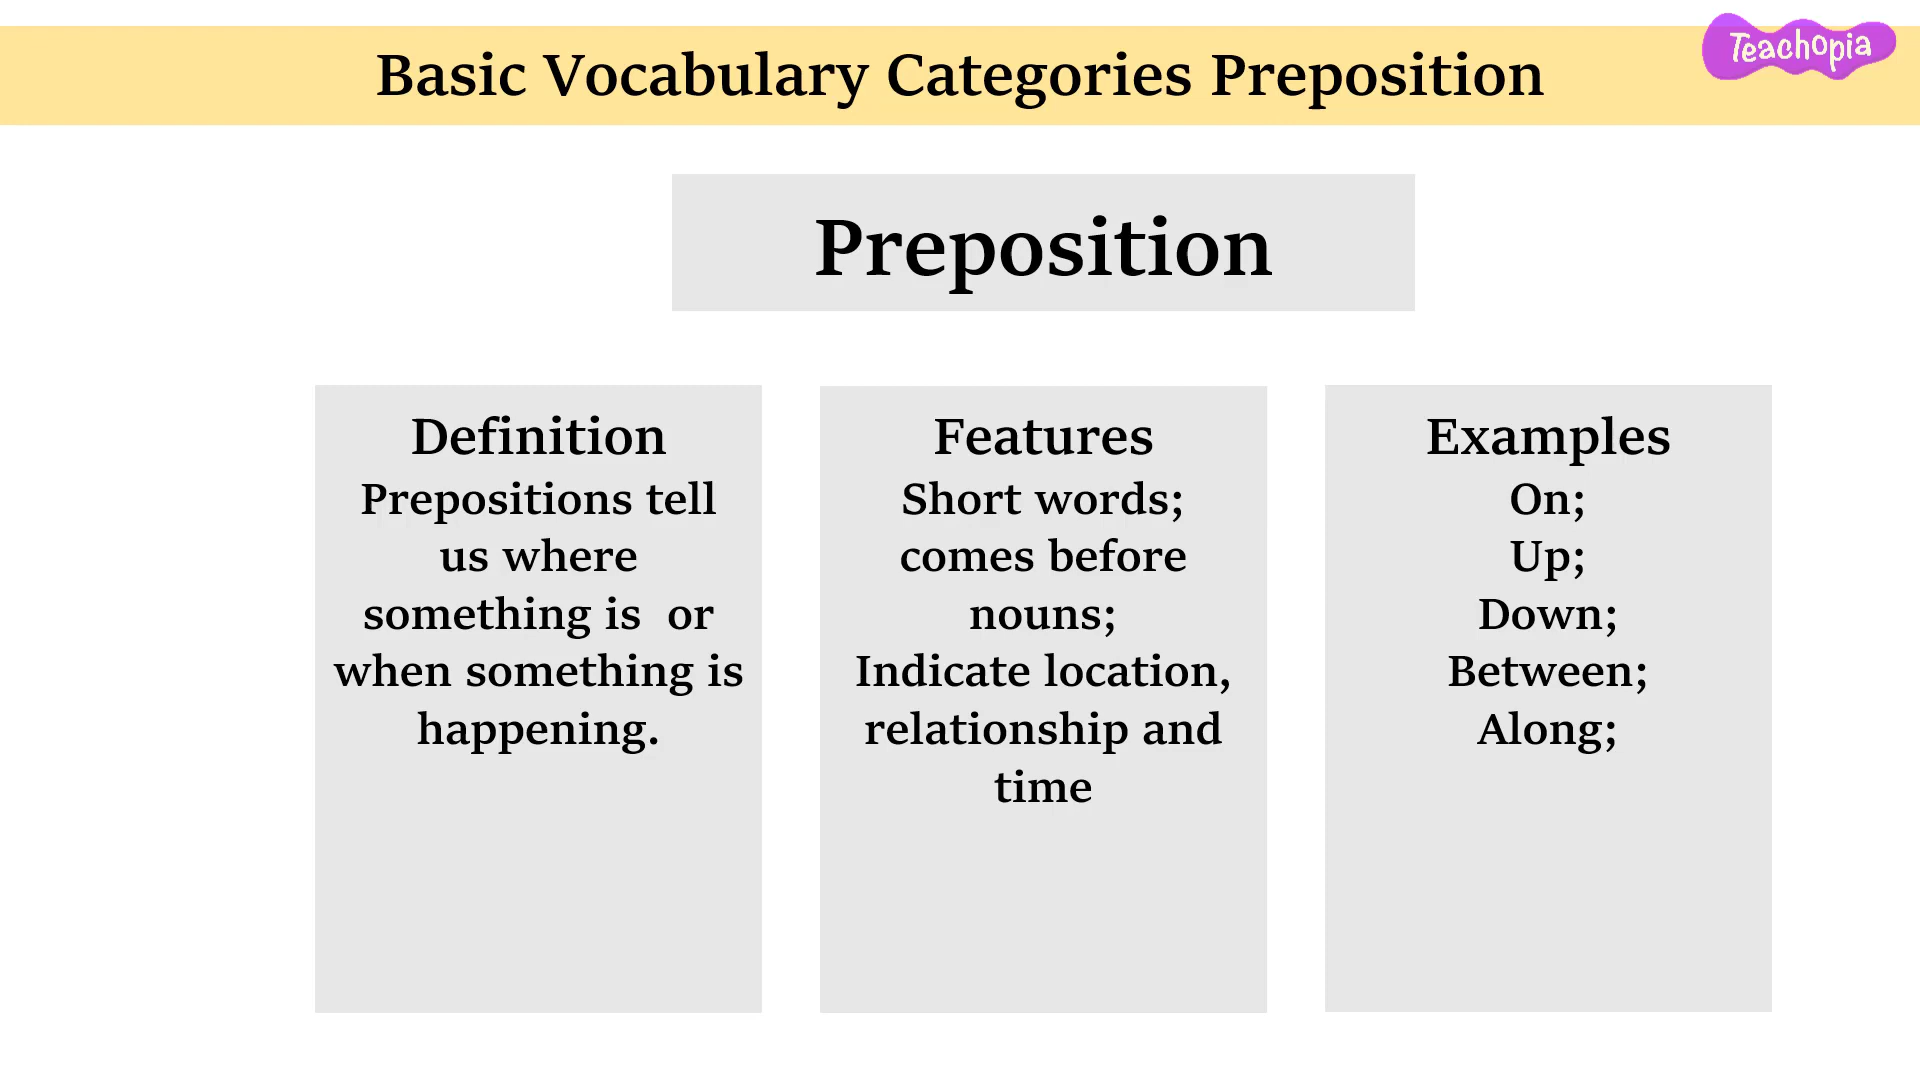 Basic Vocabulary Categories Preposition
Teachopia
Preposition
Definition
Prepositions tell
us where
something is  or
when something is
happening.
Features
Short words;
comes before
nouns;
Indicate location,
relationship and
time
Examples
On;
Up;
Down;
Between;
Along;